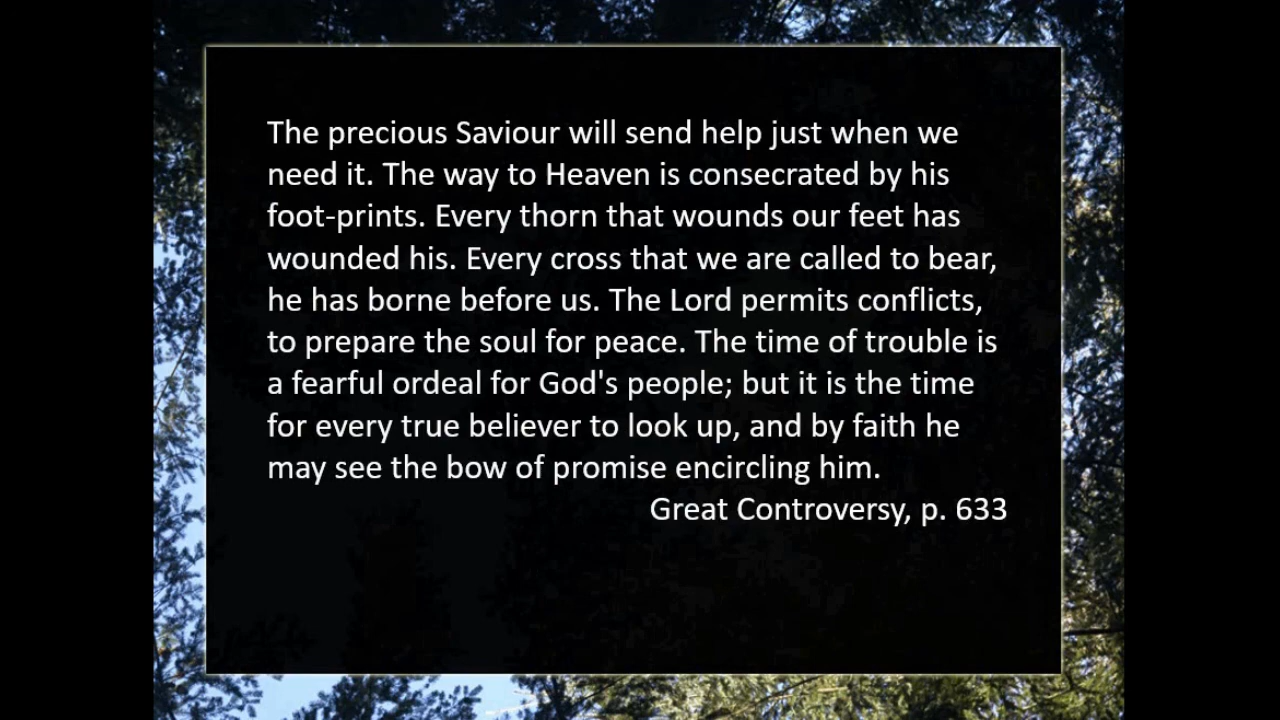 The precious Saviour will send help just when we
need it. The way to Heaven is consecrated by his
foot-prints. Every thorn that wounds our feet has
wounded his. Every cross that we are called to bear,
he has borne before us. The Lord permits conflicts,
to prepare the soul for peace. The time of trouble is
a fearful ordeal for God's people; but it is the time
for every true believer to look up, and by faith he
may see the bow of promise encircling him.
Great Controversy, p. 633